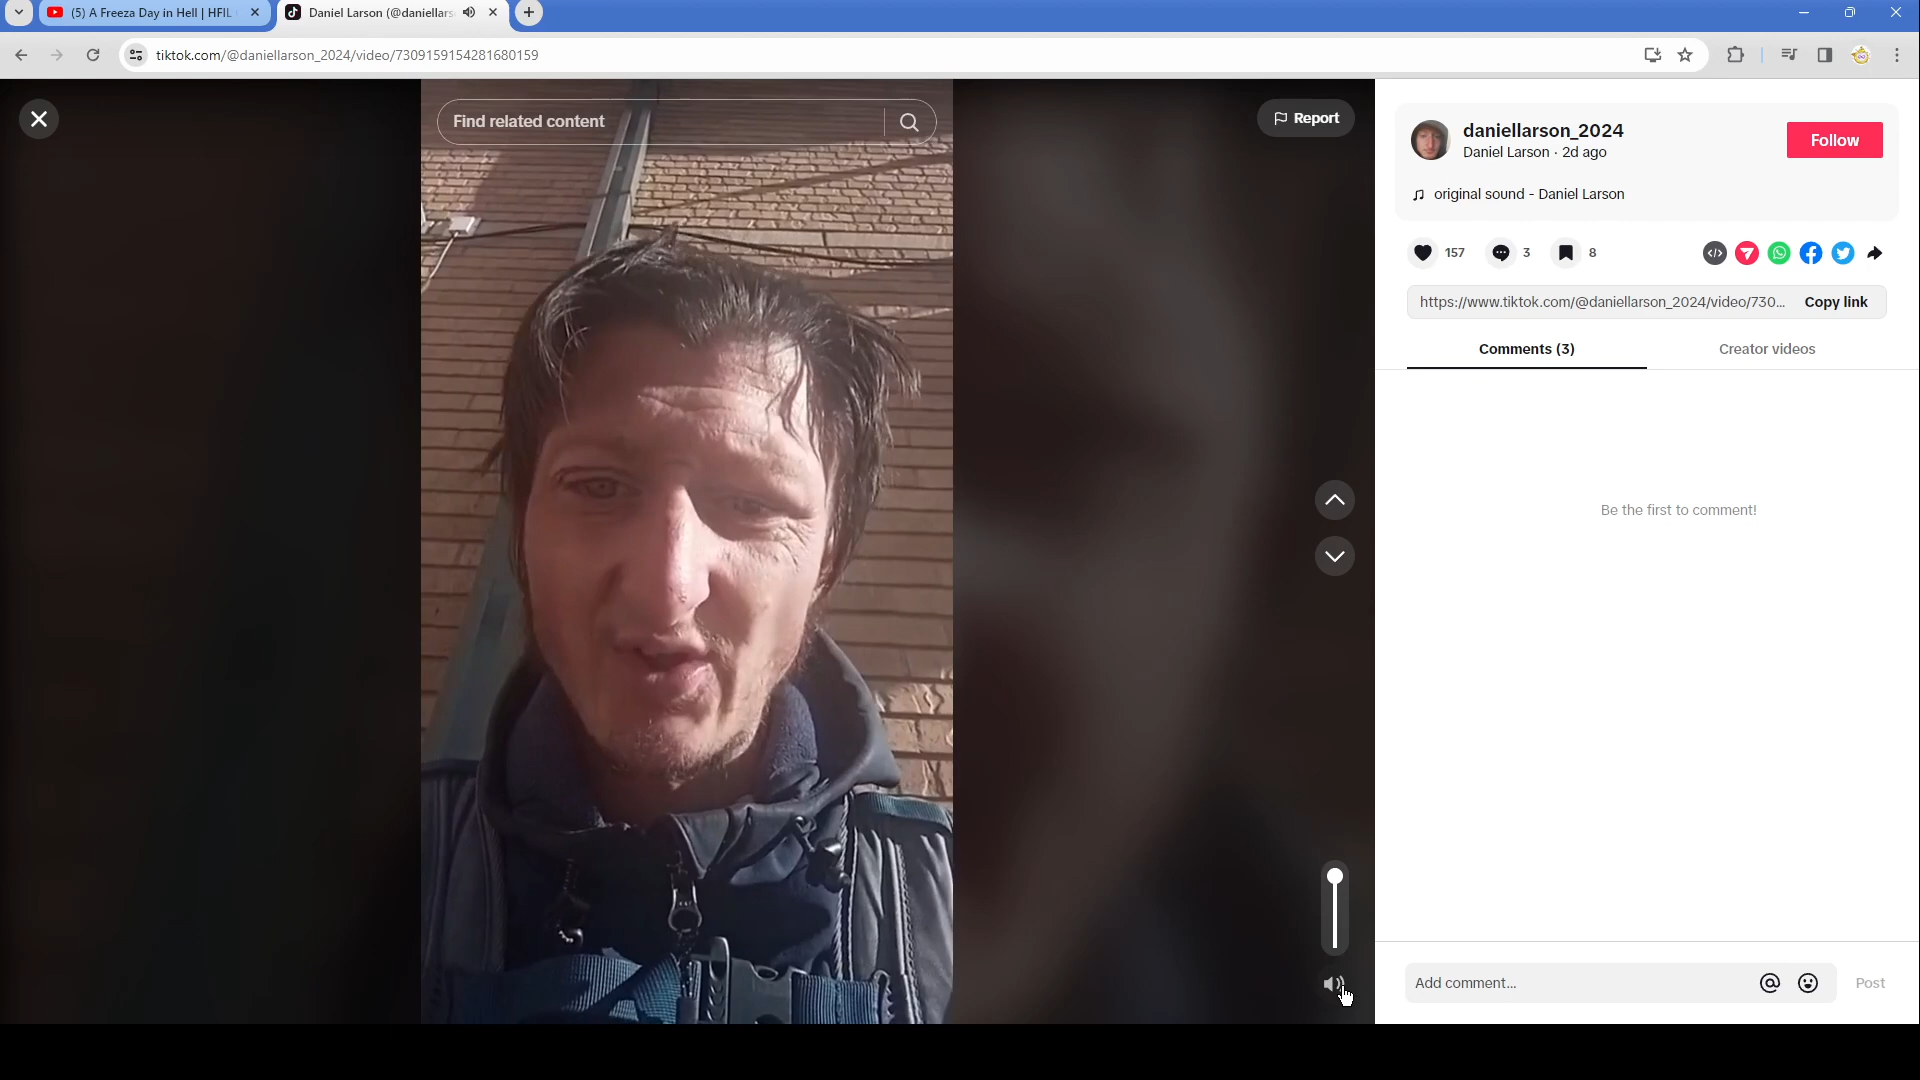 (5) A Freeza Day in Hell | HFIL
Daniel Larson (@daniellars
tiktok.com/@daniellarson_2024/video/7309159154281680159
Find related content
Report
daniellarson_2024
Daniel Larson · 2d ago
Follow
original sound - Daniel Larson
157
3
8
https://www.tiktok.com/@daniellarson_2024/video/730...
Copy link
Comments (3)
Creator videos
Be the first to comment!
Add comment...
Post